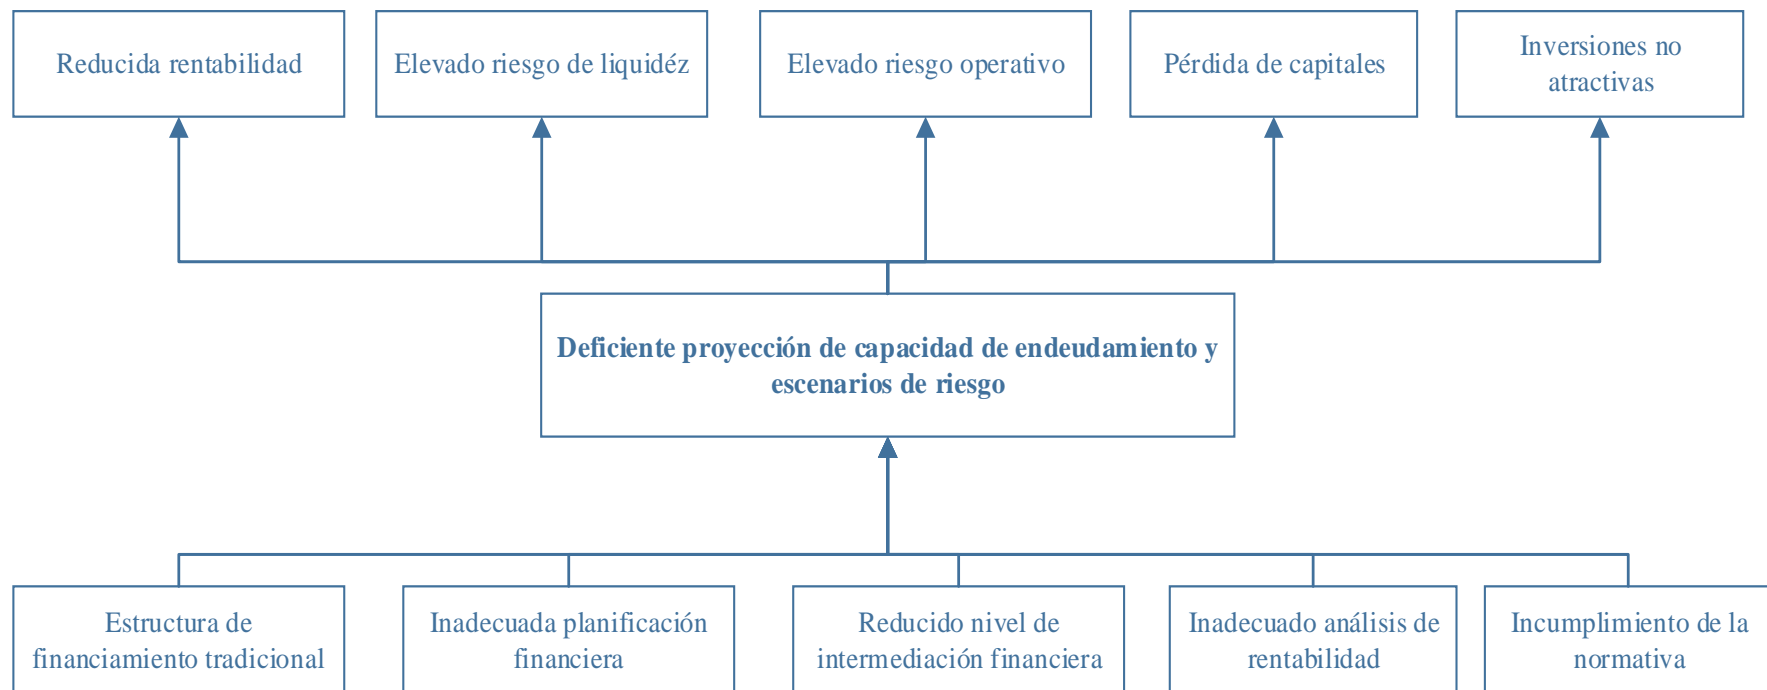 Reducida rentabilidad
Elevado riesgo de liquidéz
Elevado riesgo operativo
Pérdida de capitales
Inversiones no
atractivas
Deficiente proyección de capacidad de endeudamiento y
escenarios de riesgo
Estructura de
financiamiento tradicional
Inadecuada planificación
financiera
Reducido nivel de
intermediación financiera
Inadecuado análisis de
rentabilidad
Incumplimiento de la
normativa